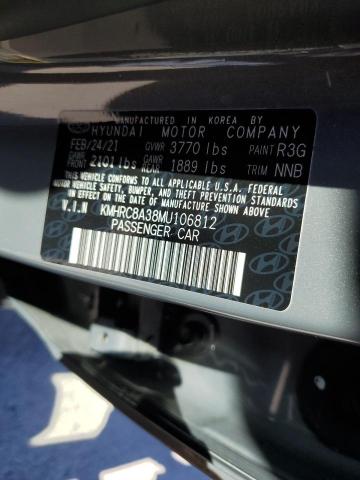 MANUFACTURED IN KOREA BY
HYUNDAI MOTOR COMPANY
FEB/24/21 GVWR 3770 lbs PAINT R3G
GAWR FRONT 2101 lbs GAWR REAR 1889 lbs TRIM NNB
THIS VEHICLE CONFORMS TO ALL APPLICABLE U.S.A. FEDERAL
MOTOR VEHICLE SAFETY, BUMPER, AND THEFT PREVENTION
STANDARDS IN EFFECT ON THE DATE OF MANUFACTURE SHOWN ABOVE.
V.I.N KMHRC8A38MU106812
PASSENGER CAR